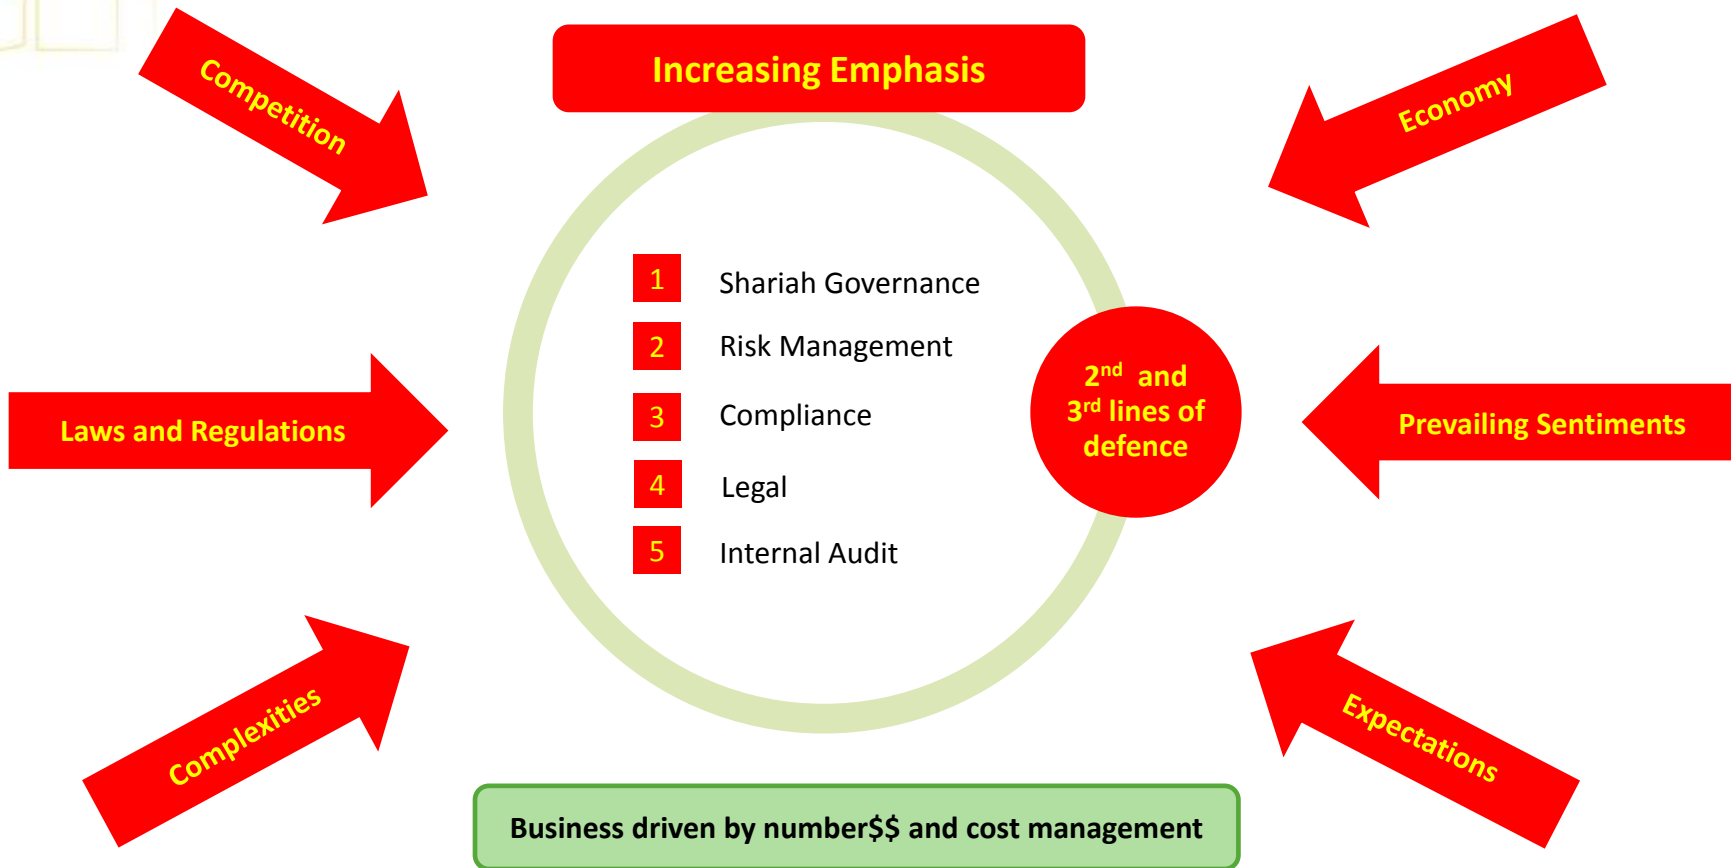 Increasing Emphasis
Competition
Economy
1 Shariah Governance
2 Risk Management
3 Compliance
4 Legal
5 Internal Audit
2nd and
3rd lines of
defence
Laws and Regulations
Prevailing Sentiments
Complexities
Expectations
Business driven by number$$ and cost management